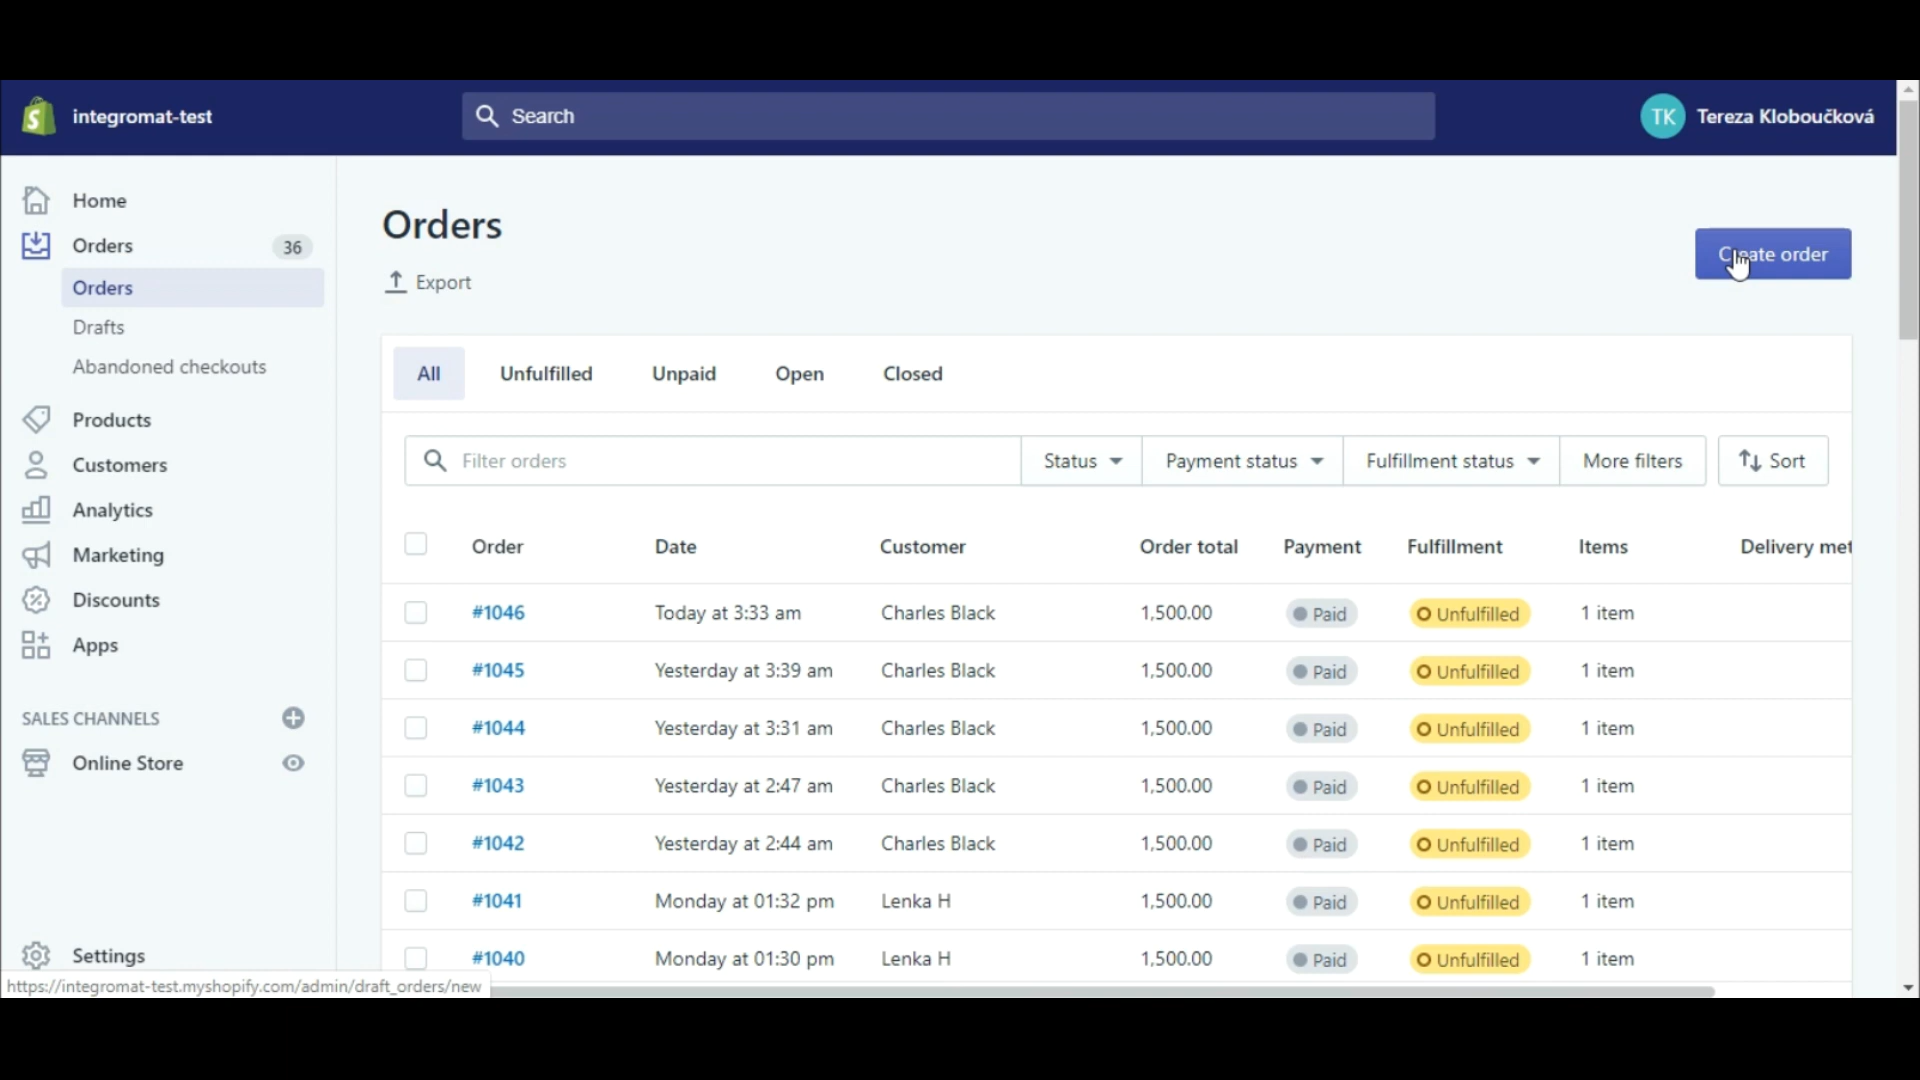 integromat-test
Search
TK
Tereza Kloboučková
Home
Orders 36
Orders
Drafts
Abandoned checkouts
Products
Customers
Analytics
Marketing
Discounts
Apps
SALES CHANNELS
Online Store
Settings
https://integromat-test.myshopify.com/admin/draft_orders/new
Orders
Export
Create order
All Unfulfilled Unpaid Open Closed
Filter orders Status Payment status Fulfillment status More filters Sort
Order Date Customer Order total Payment Fulfillment Items Delivery met
#1046 Today at 3:33 am Charles Black 1,500.00 Paid Unfulfilled 1 item
#1045 Yesterday at 3:39 am Charles Black 1,500.00 Paid Unfulfilled 1 item
#1044 Yesterday at 3:31 am Charles Black 1,500.00 Paid Unfulfilled 1 item
#1043 Yesterday at 2:47 am Charles Black 1,500.00 Paid Unfulfilled 1 item
#1042 Yesterday at 2:44 am Charles Black 1,500.00 Paid Unfulfilled 1 item
#1041 Monday at 01:32 pm Lenka H 1,500.00 Paid Unfulfilled 1 item
#1040 Monday at 01:30 pm Lenka H 1,500.00 Paid Unfulfilled 1 item